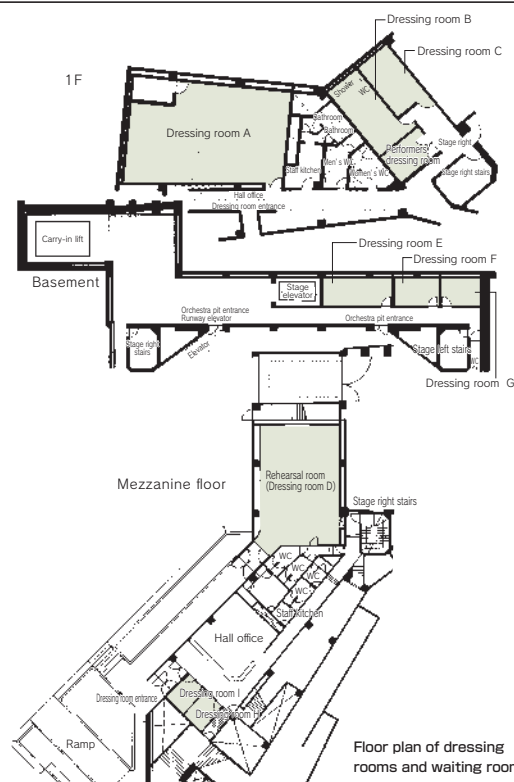 1F
Dressing room B
Dressing room C
Dressing room A
Shower
WC
Bathroom
Bathroom
Staff kitchen
Men's WC
Women's WC
Performers'
dressing room
Stage right
Stage right stairs
Hall office
Dressing room entrance
Carry-in lift
Basement
Dressing room E
Dressing room F
Stage
elevator
Orchestra pit entrance
Runway elevator
Orchestra pit entrance
Stage right
stairs
Elevator
Stage left stairs
WC
Dressing room G
Mezzanine floor
Rehearsal room
(Dressing room D)
Stage right stairs
WC
WC
WC
WC
Staff kitchen
Hall office
Dressing room entrance
Dressing room I
Dressing room H
Ramp
Floor plan of dressing
rooms and waiting room